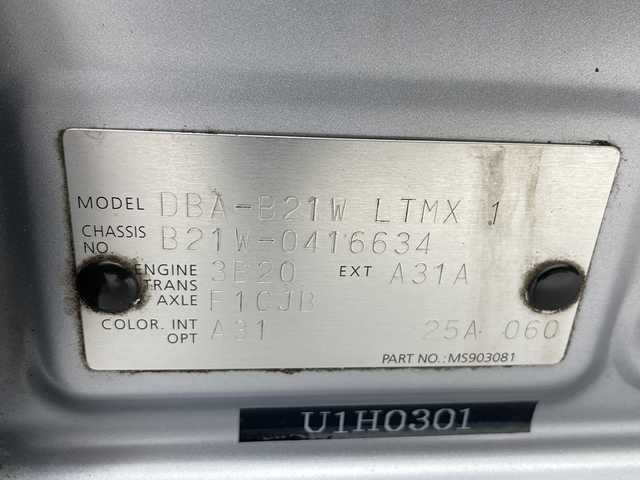 MODEL DBA-B21W LTMX 1
CHASSIS NO. B21W-0416634
ENGINE 3B20 EXT A31A
TRANS AXLE F1CJB
COLOR. INT A31 25A 060
OPT
PART NO.: MS903081
U1H0301